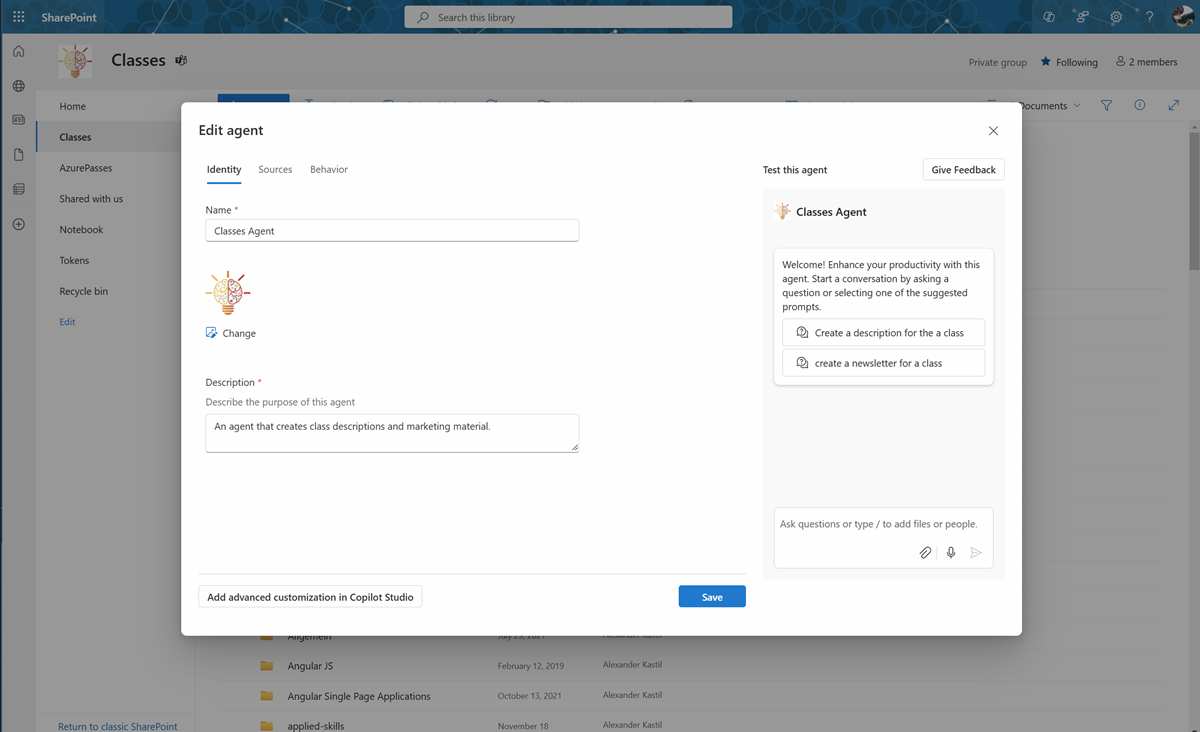 SharePoint
Search this library
?
Classes
Private group
Following
2 members
Home
Classes
AzurePasses
Shared with us
Notebook
Tokens
Recycle bin
Edit
Documents
Edit agent
Identity
Sources
Behavior
Name *
Classes Agent
Change
Description *
Describe the purpose of this agent
An agent that creates class descriptions and marketing material.
Add advanced customization in Copilot Studio
Save
Test this agent
Give Feedback
Classes Agent
Welcome! Enhance your productivity with this
agent. Start a conversation by asking a
question or selecting one of the suggested
prompts.
Create a description for the a class
create a newsletter for a class
Ask questions or type / to add files or people.
Allgemein July 23, 2021 Alexander Kastil
Angular JS February 12, 2019 Alexander Kastil
Angular Single Page Applications October 13, 2021 Alexander Kastil
applied-skills November 18 Alexander Kastil
Return to classic SharePoint